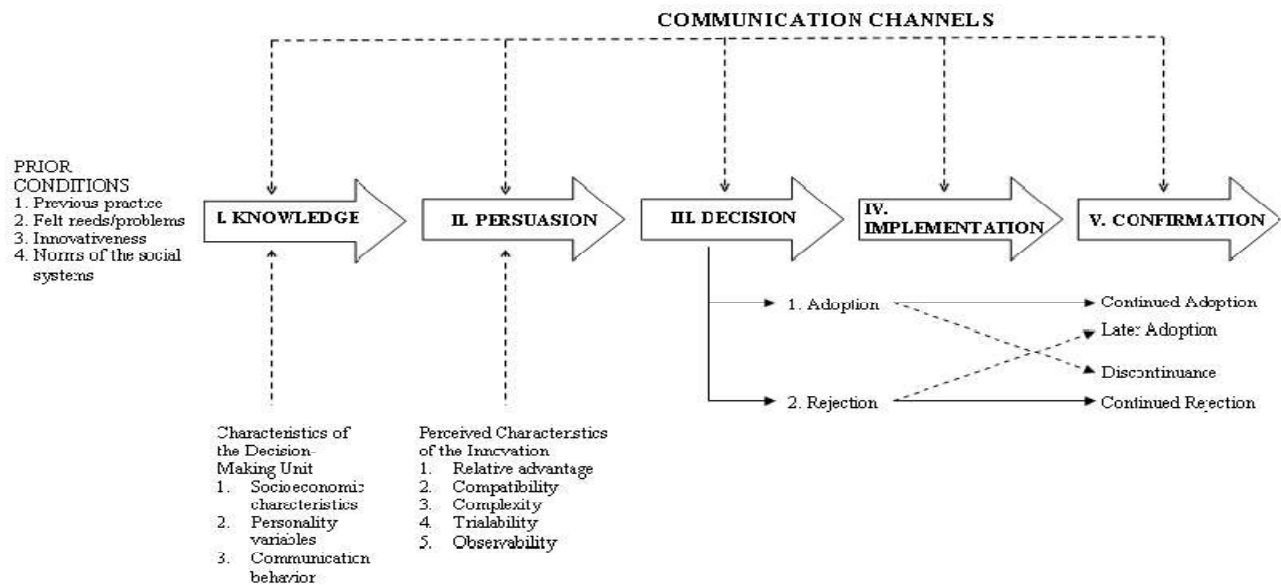 COMMUNICATION CHANNELS
PRIOR
CONDITIONS
1. Previous practice
2. Felt needs/problems
3. Innovativeness
4. Norms of the social
systems
I. KNOWLEDGE
II. PERSUASION
III. DECISION
IV.
IMPLEMENTATION
V. CONFIRMATION
1. Adoption
2. Rejection
Continued Adoption
Later Adoption
Discontinuance
Continued Rejection
Characteristics of
the Decision-
Making Unit
1. Socioeconomic
characteristics
2. Personality
variables
3. Communication
behavior
Perceived Characteristics
of the Innovation
1. Relative advantage
2. Compatibility
3. Complexity
4. Trialability
5. Observability